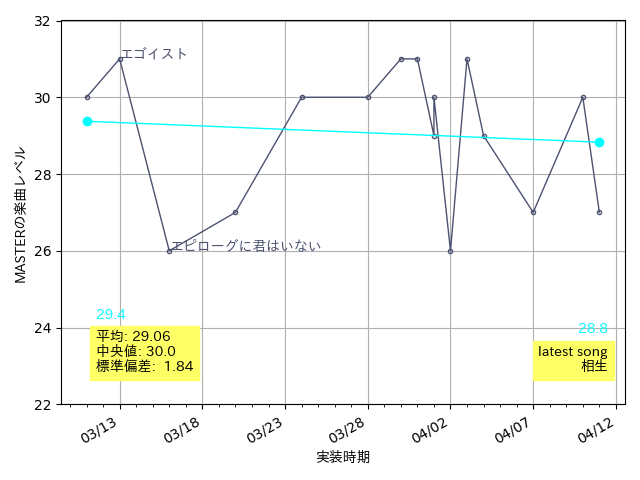 32
30
28
26
24
22
MASTERの楽曲レベル
エゴイスト
エピローグに君はいない
29.4
平均: 29.06
中央値: 30.0
標準偏差: 1.84
28.8
latest song
相生
03/13
03/18
03/23
03/28
04/02
04/07
04/12
実装時期